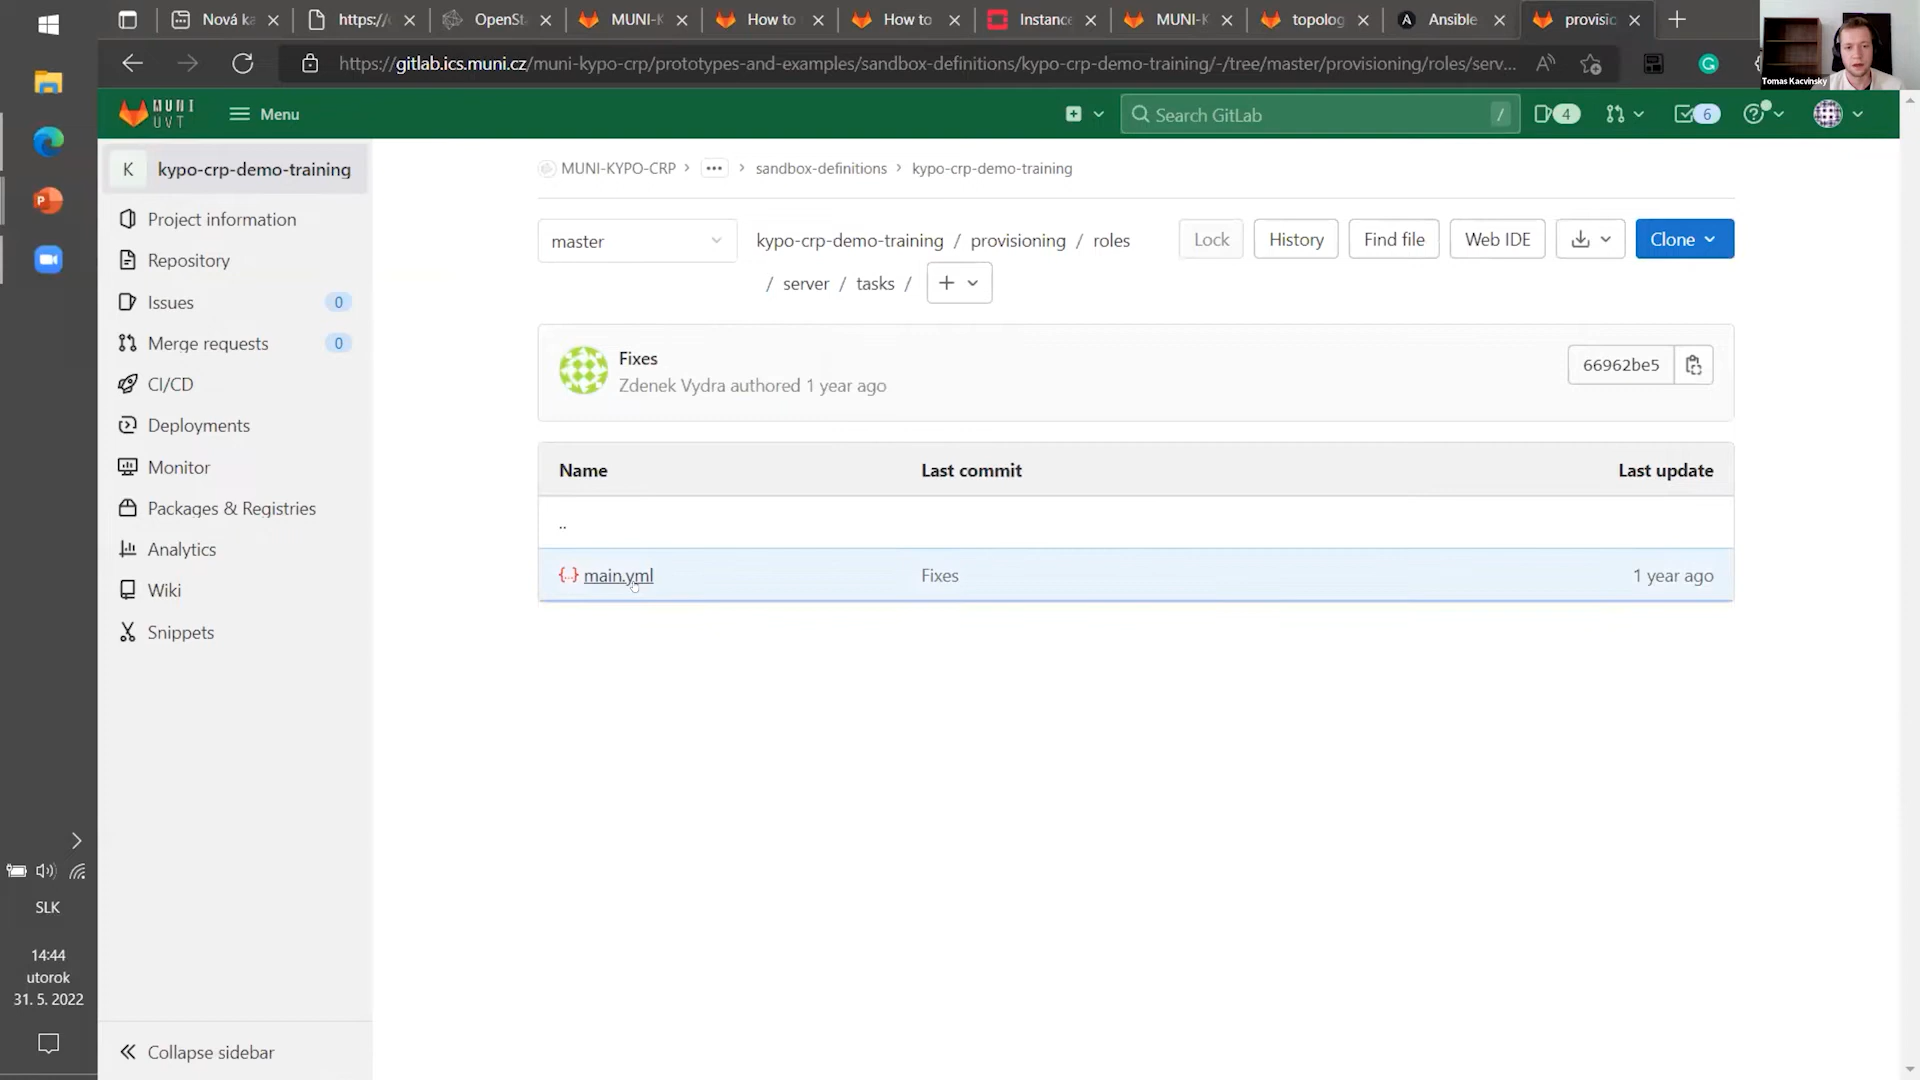 Nová ka
https://
OpenSt
MUNI-K
How to
How to
Instance
MUNI-K
topolog
Ansible
provisic
https://gitlab.ics.muni.cz/muni-kypo-crp/prototypes-and-examples/sandbox-definitions/kypo-crp-demo-training/-/tree/master/provisioning/roles/serv...
Tomas Kacvinsky
MUNI
UVT
Menu
Search GitLab
/
4
6
K
kypo-crp-demo-training
Project information
Repository
Issues
0
Merge requests
0
CI/CD
Deployments
Monitor
Packages & Registries
Analytics
Wiki
Snippets
Collapse sidebar
MUNI-KYPO-CRP › ... › sandbox-definitions › kypo-crp-demo-training
master
kypo-crp-demo-training / provisioning / roles
/ server / tasks /
Lock
History
Find file
Web IDE
Clone
Fixes
Zdenek Vydra authored 1 year ago
66962be5
Name
Last commit
Last update
..
main.yml
Fixes
1 year ago
SLK
14:44
utorok
31. 5. 2022